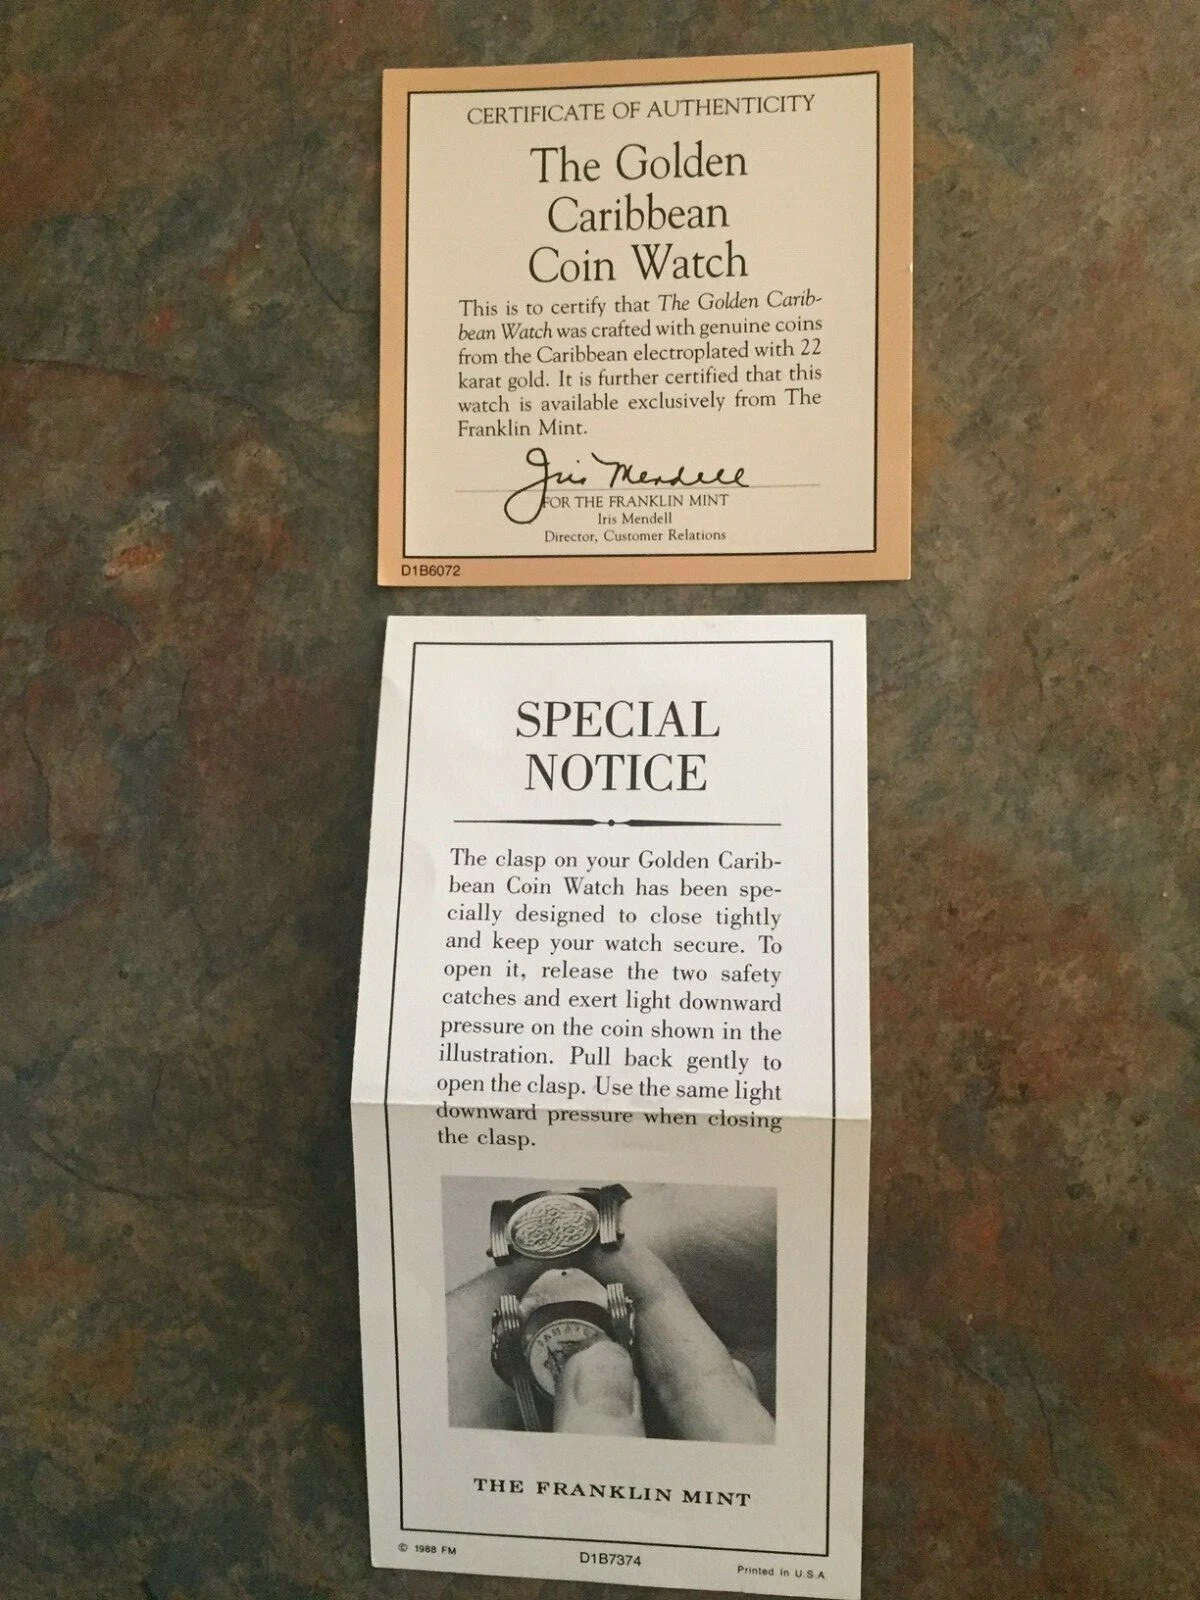 CERTIFICATE OF AUTHENTICITY
The Golden
Caribbean
Coin Watch
This is to certify that The Golden Carib-
bean Watch was crafted with genuine coins
from the Caribbean electroplated with 22
karat gold. It is further certified that this
watch is available exclusively from The
Franklin Mint.
Iris Mendell
FOR THE FRANKLIN MINT
Iris Mendell
Director, Customer Relations
D1B6072
SPECIAL
NOTICE
The clasp on your Golden Carib-
bean Coin Watch has been spe-
cially designed to close tightly
and keep your watch secure. To
open it, release the two safety
catches and exert light downward
pressure on the coin shown in the
illustration. Pull back gently to
open the clasp. Use the same light
downward pressure when closing
the clasp.
THE FRANKLIN MINT
© 1988 FM
D1B7374
Printed in U.S.A